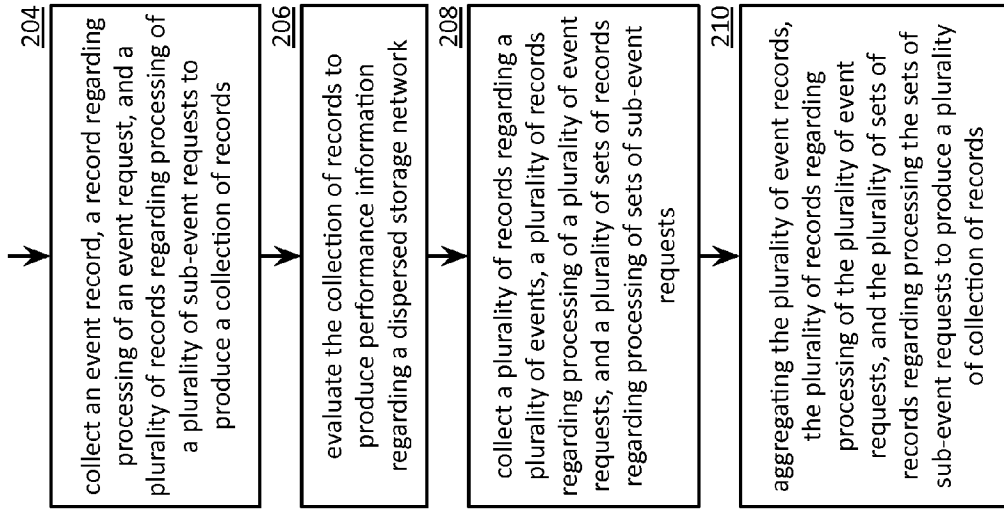 204
collect an event record, a record regarding
processing of an event request, and a
plurality of records regarding processing of
a plurality of sub-event requests to
produce a collection of records
206
evaluate the collection of records to
produce performance information
regarding a dispersed storage network
208
collect a plurality of records regarding a
plurality of events, a plurality of records
regarding processing of a plurality of event
requests, and a plurality of sets of records
regarding processing of sets of sub-event
requests
210
aggregating the plurality of event records,
the plurality of records regarding
processing of the plurality of event
requests, and the plurality of sets of
records regarding processing the sets of
sub-event requests to produce a plurality
of collection of records